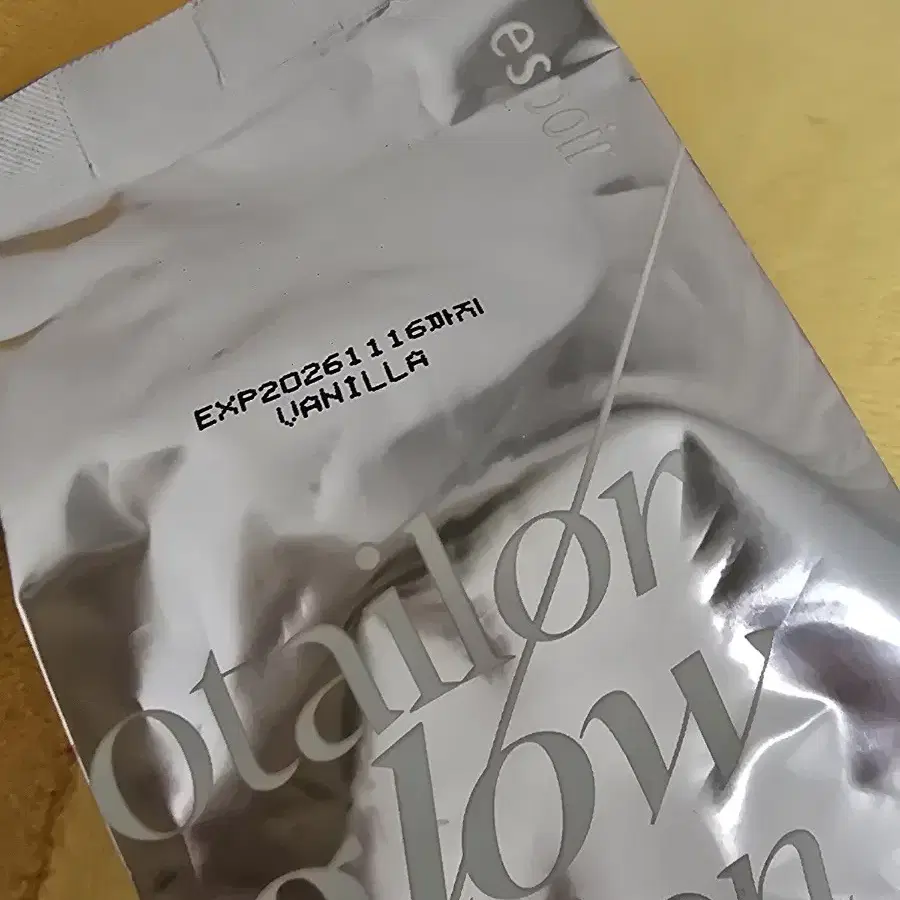 espoir
EXP20261116까지
VANILLA
otailor
glow